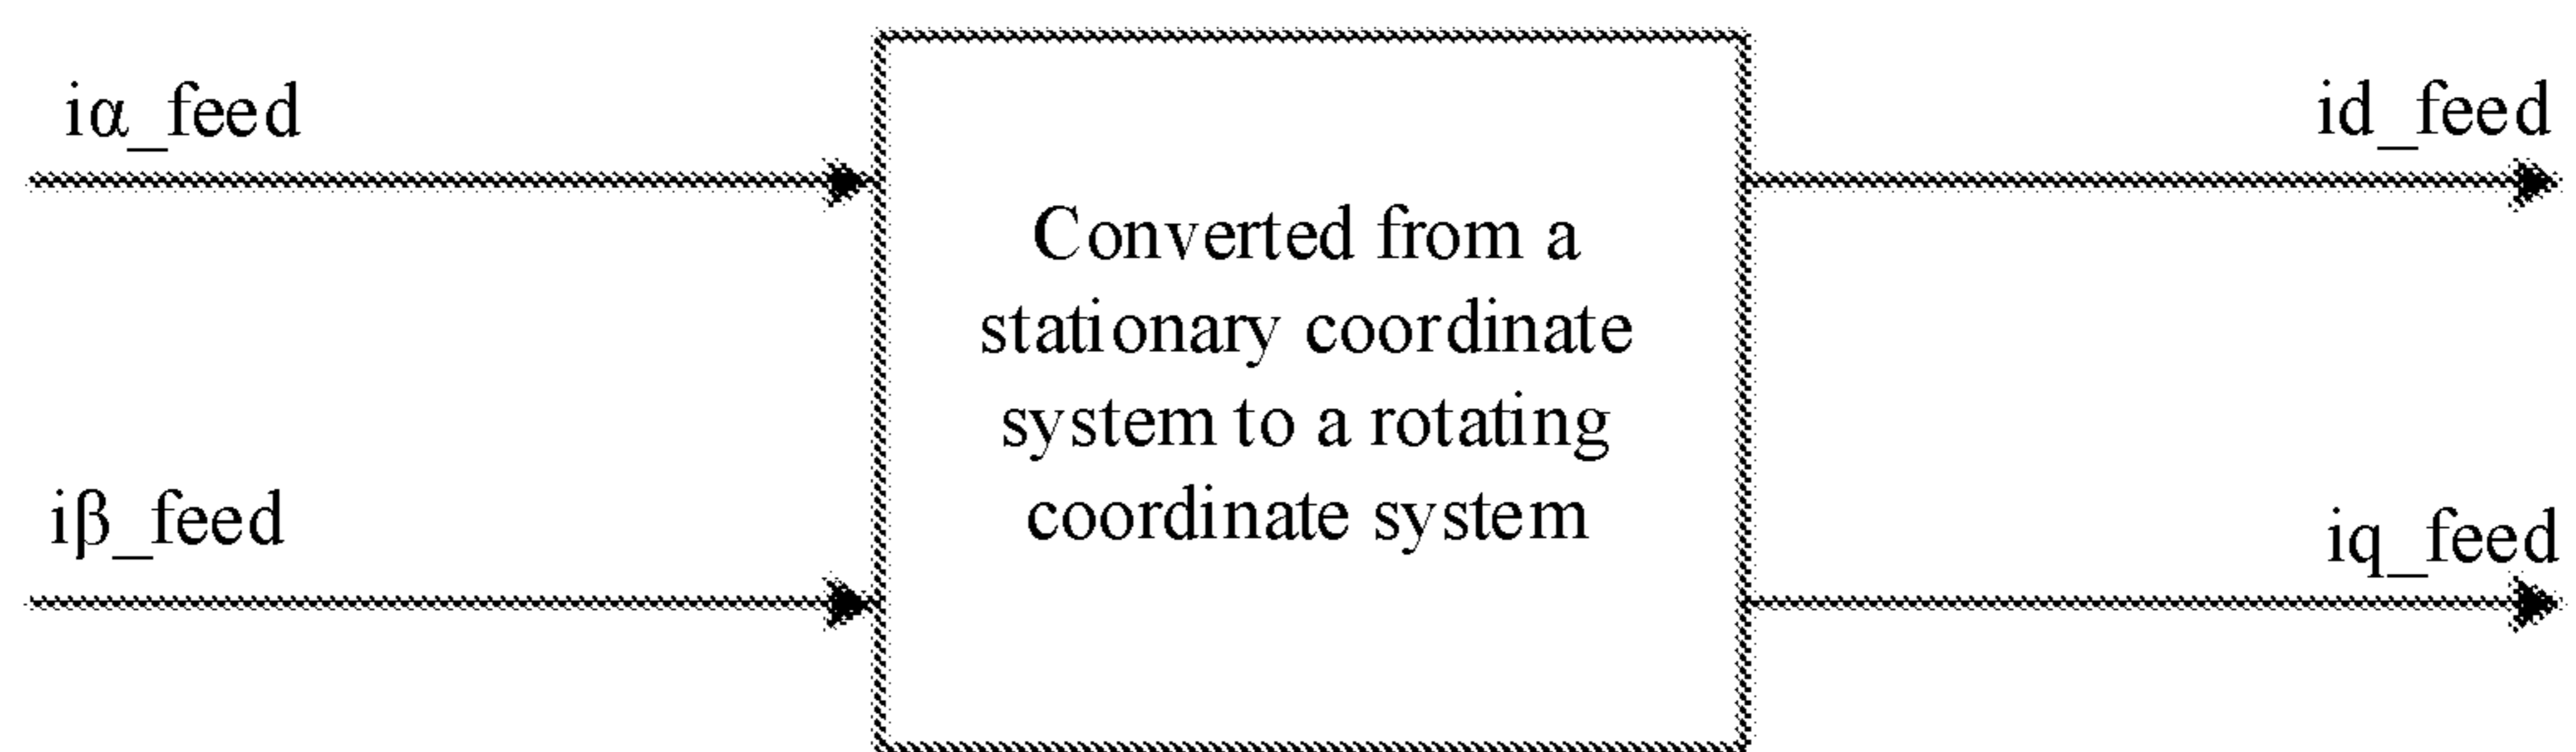 iα_feed
id_feed
Converted from a
stationary coordinate
system to a rotating
coordinate system
iβ_feed
iq_feed